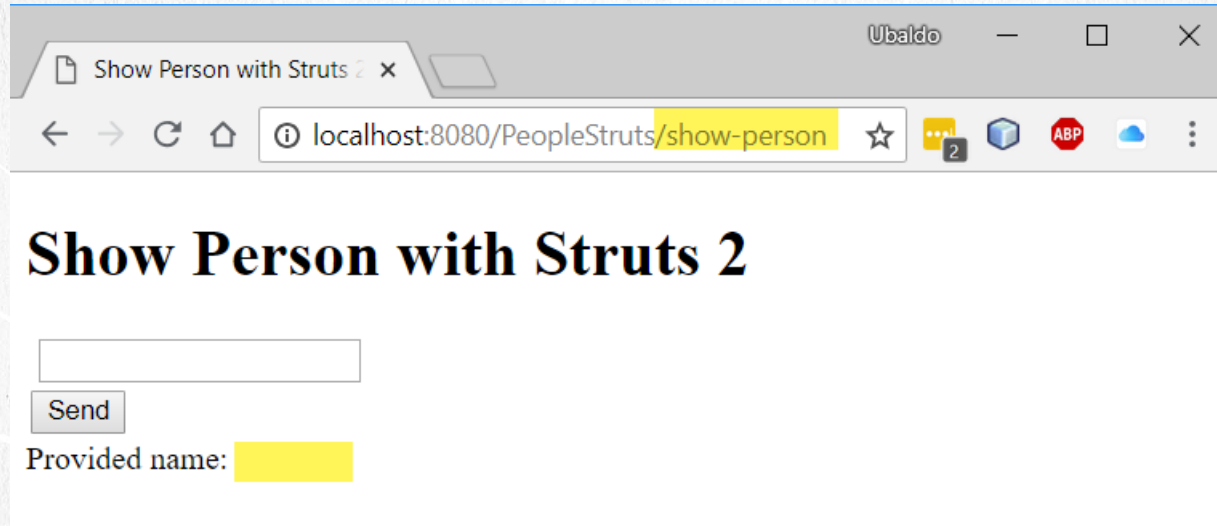 Ubaldo
Show Person with Struts 2
localhost:8080/PeopleStruts/show-person
2
ABP
Show Person with Struts 2
Send
Provided name: